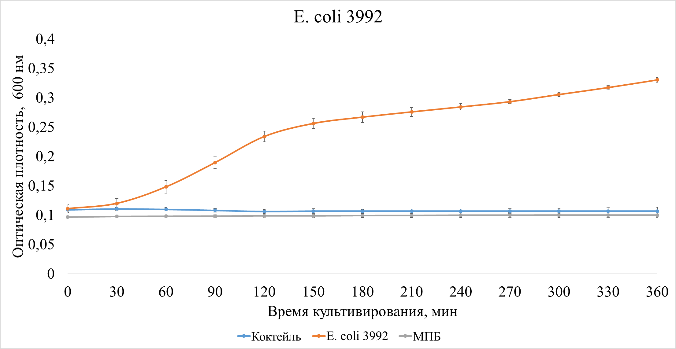 E. coli 3992
Оптическая плотность, 600 нм
0,4
0,35
0,3
0,25
0,2
0,15
0,1
0,05
0
0 30 60 90 120 150 180 210 240 270 300 330 360
Время культивирования, мин
Коктейль E. coli 3992 МПБ